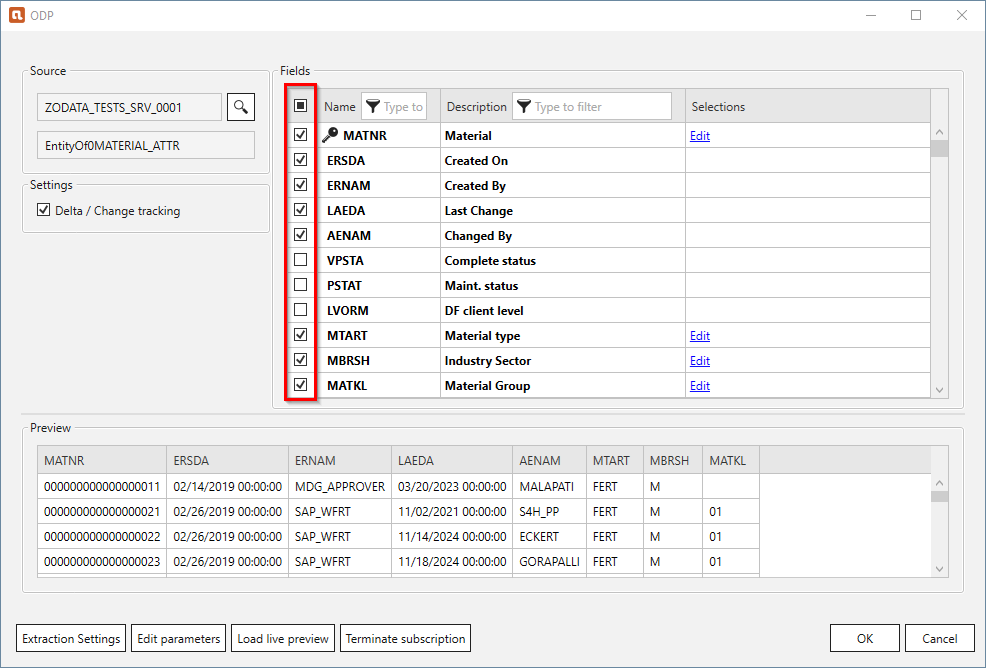 ODP
Source
ZODATA_TESTS_SRV_0001
EntityOf0MATERIAL_ATTR
Settings
Delta / Change tracking
Fields
Name Type to Description Type to filter Selections
MATNR Material Edit
ERSDA Created On
ERNAM Created By
LAEDA Last Change
AENAM Changed By
VPSTA Complete status
PSTAT Maint. status
LVORM DF client level
MTART Material type Edit
MBRSH Industry Sector Edit
MATKL Material Group Edit
Preview
MATNR ERSDA ERNAM LAEDA AENAM MTART MBRSH MATKL
000000000000000011 02/14/2019 00:00:00 MDG_APPROVER 03/20/2023 00:00:00 MALAPATI FERT M
000000000000000021 02/26/2019 00:00:00 SAP_WFRT 11/02/2021 00:00:00 S4H_PP FERT M 01
000000000000000022 02/26/2019 00:00:00 SAP_WFRT 11/14/2024 00:00:00 ECKERT FERT M 01
000000000000000023 02/26/2019 00:00:00 SAP_WFRT 11/18/2024 00:00:00 GORAPALLI FERT M 01
Extraction Settings Edit parameters Load live preview Terminate subscription OK Cancel